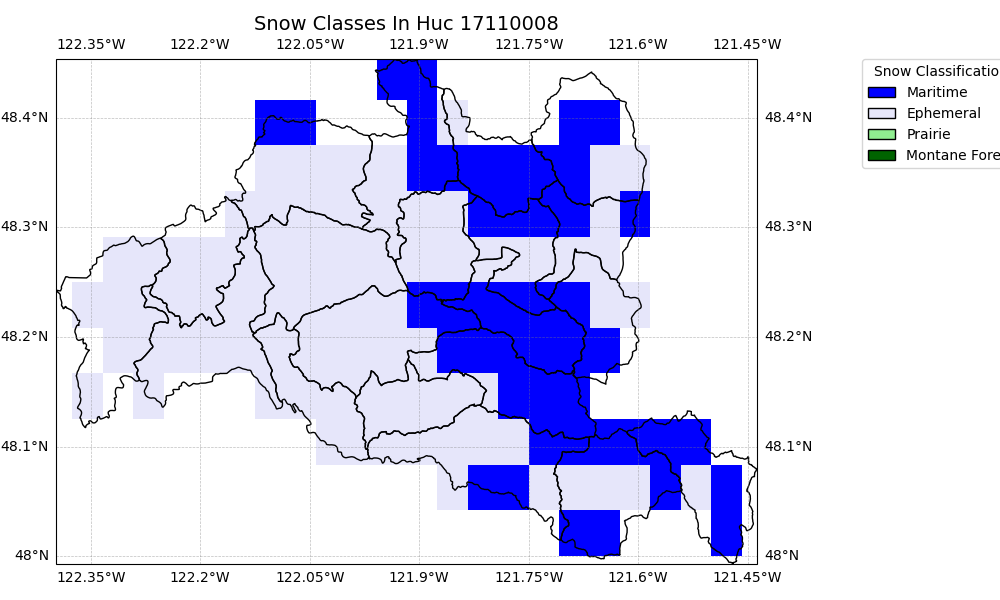 Snow Classes In Huc 17110008
122.35°W 122.2°W 122.05°W 121.9°W 121.75°W 121.6°W 121.45°W
Snow Classificatio
Maritime
Ephemeral
Prairie
Montane Fore
48.4°N 48.4°N
48.3°N 48.3°N
48.2°N 48.2°N
48.1°N 48.1°N
48°N 48°N
122.35°W 122.2°W 122.05°W 121.9°W 121.75°W 121.6°W 121.45°W